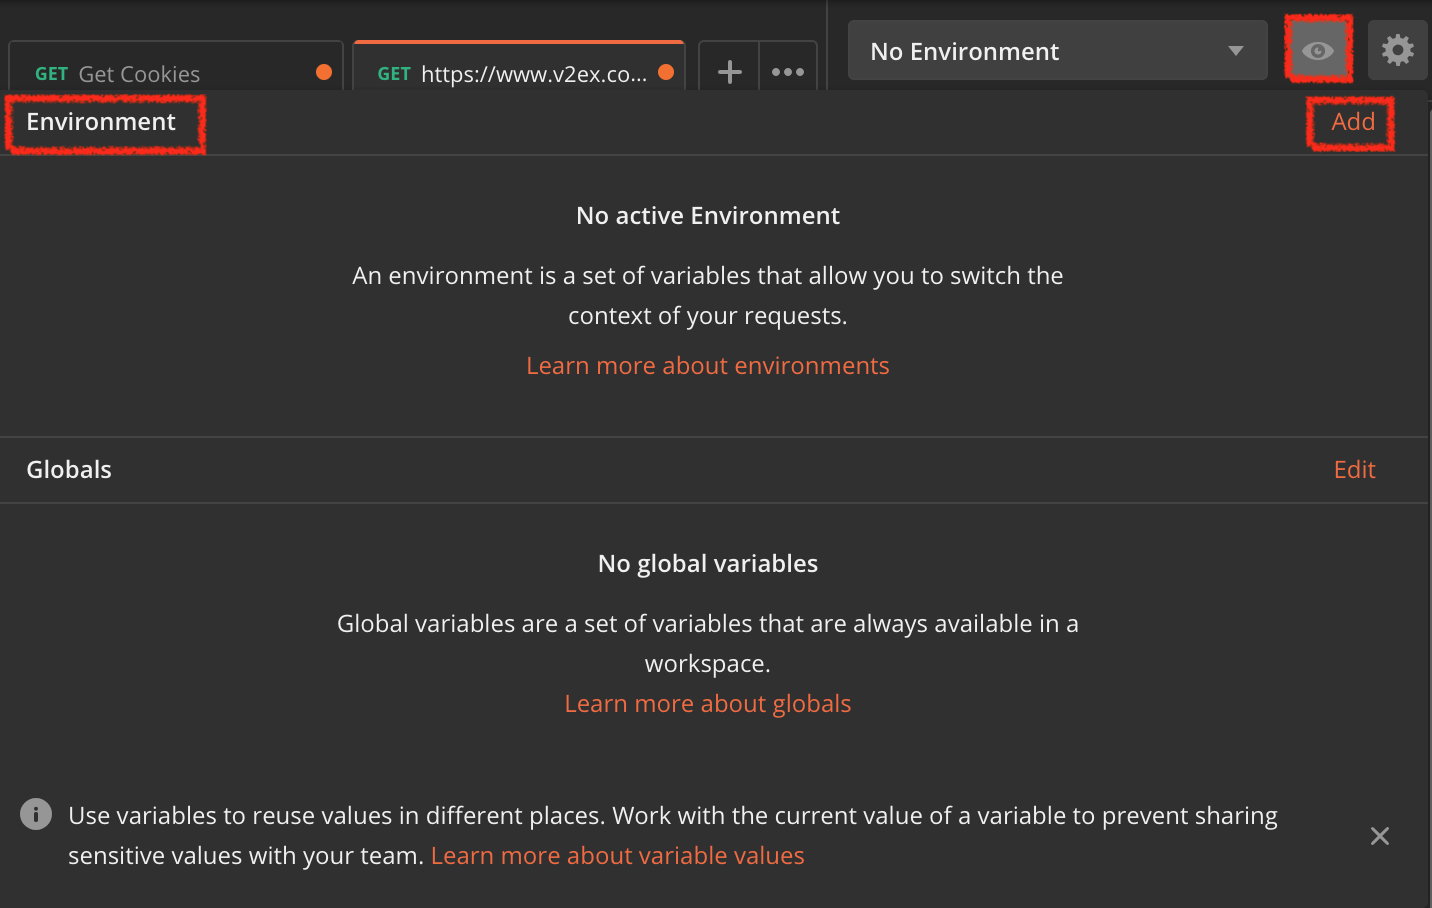 GET Get Cookies
GET https://www.v2ex.co...
No Environment
Environment
Add
No active Environment
An environment is a set of variables that allow you to switch the
context of your requests.
Learn more about environments
Globals
Edit
No global variables
Global variables are a set of variables that are always available in a
workspace.
Learn more about globals
Use variables to reuse values in different places. Work with the current value of a variable to prevent sharing
sensitive values with your team. Learn more about variable values